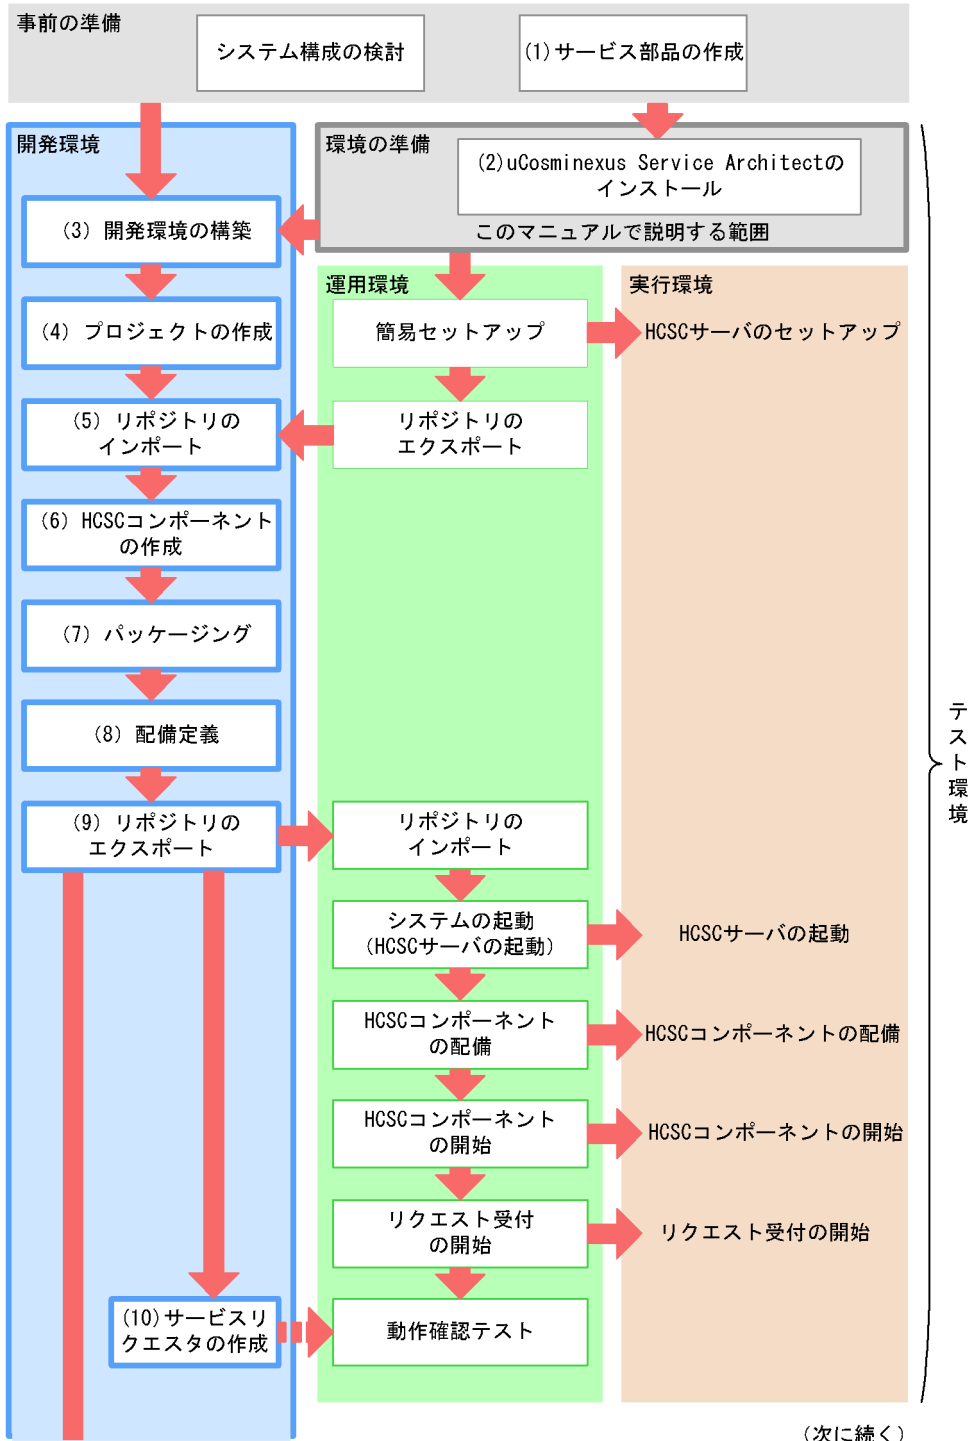 事前の準備
システム構成の検討
(1)サービス部品の作成
開発環境
環境の準備
(2)uCosminexus Service Architectの
インストール
このマニュアルで説明する範囲
(3) 開発環境の構築
運用環境
実行環境
(4) プロジェクトの作成
簡易セットアップ
HCSCサーバのセットアップ
(5) リポジトリの
インポート
リポジトリの
エクスポート
(6) HCSCコンポーネント
の作成
(7) パッケージング
(8) 配備定義
テスト環境
(9) リポジトリの
エクスポート
リポジトリの
インポート
システムの起動
(HCSCサーバの起動)
HCSCサーバの起動
HCSCコンポーネント
の配備
HCSCコンポーネントの配備
HCSCコンポーネント
の開始
HCSCコンポーネントの開始
リクエスト受付
の開始
リクエスト受付の開始
(10)サービスリ
クエスタの作成
動作確認テスト
(次に続く)